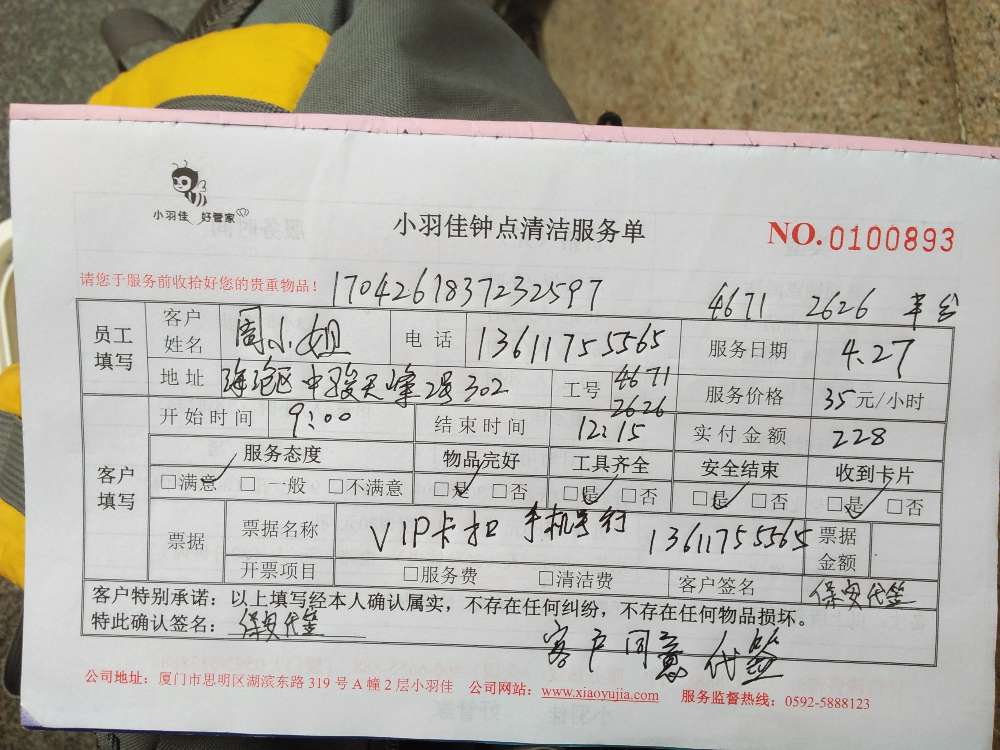 小羽佳 好管家
小羽佳钟点清洁服务单
NO.0100893
请您于服务前收拾好您的贵重物品！ 1704261837232597 4671 2626
员工填写 客户姓名 周小姐 电话 13611755565 服务日期 4.27
地址 海沧区中骏天峰2号302 工号 4671 2626 服务价格 35元/小时
客户填写 开始时间 9:00 结束时间 12:15 实付金额 228
服务态度 物品完好 工具齐全 安全结束 收到卡片
□满意 □一般 □不满意 □是 □否 □是 □否 □是 □否 □是 □否
票据 票据名称 VIP卡扣 手机号行 13611755565 票据金额
开票项目 □服务费 □清洁费 客户签名 保安代签
客户特别承诺：以上填写经本人确认属实，不存在任何纠纷，不存在任何物品损坏。
特此确认签名：保安代签
客户同意代签
公司地址：厦门市思明区湖滨东路319号A幢2层小羽佳 公司网站：www.xiaoyujia.com 服务监督热线：0592-5888123